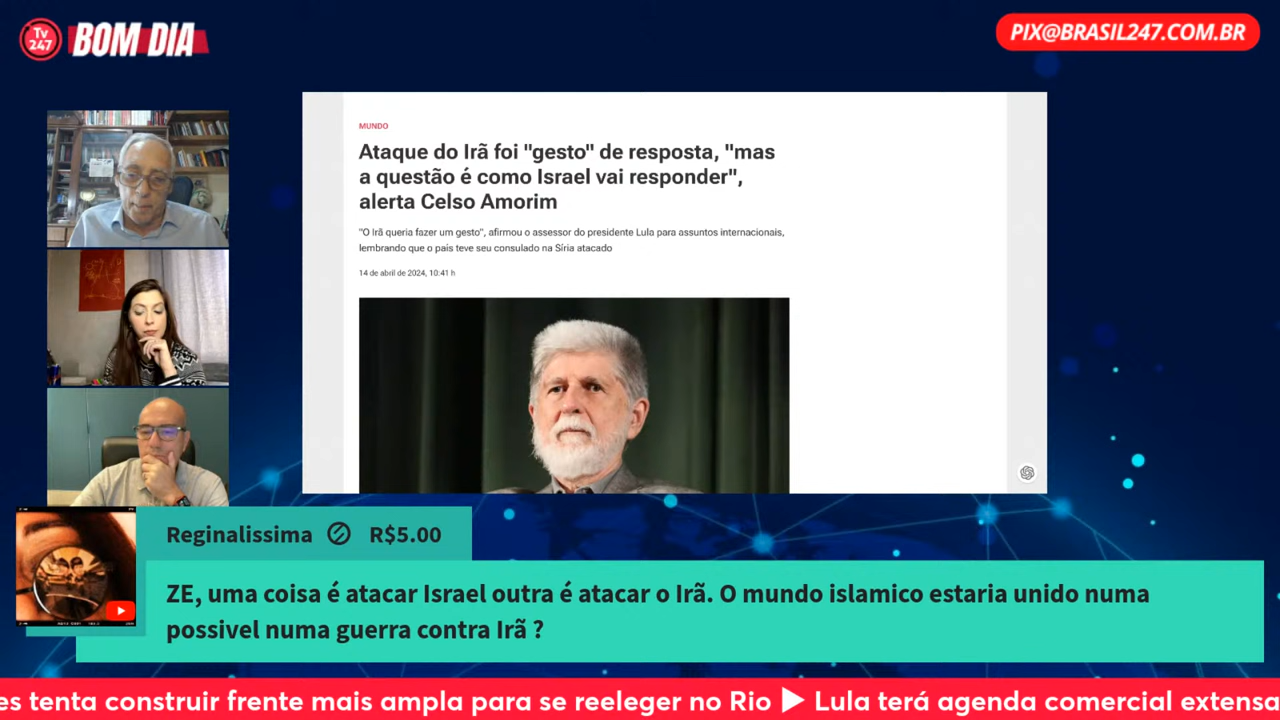 Tv
247
BOM DIA
PIX@BRASIL247.COM.BR
MUNDO
Ataque do Irã foi "gesto" de resposta, "mas
a questão é como Israel vai responder",
alerta Celso Amorim
"O Irã queria fazer um gesto", afirmou o assessor do presidente Lula para assuntos internacionais,
lembrando que o país teve seu consulado na Síria atacado
14 de abril de 2024, 10:41 h
Reginalissima R$5.00
ZE, uma coisa é atacar Israel outra é atacar o Irã. O mundo islamico estaria unido numa
possivel numa guerra contra Irã ?
es tenta construir frente mais ampla para se reeleger no Rio ▶ Lula terá agenda comercial extensa